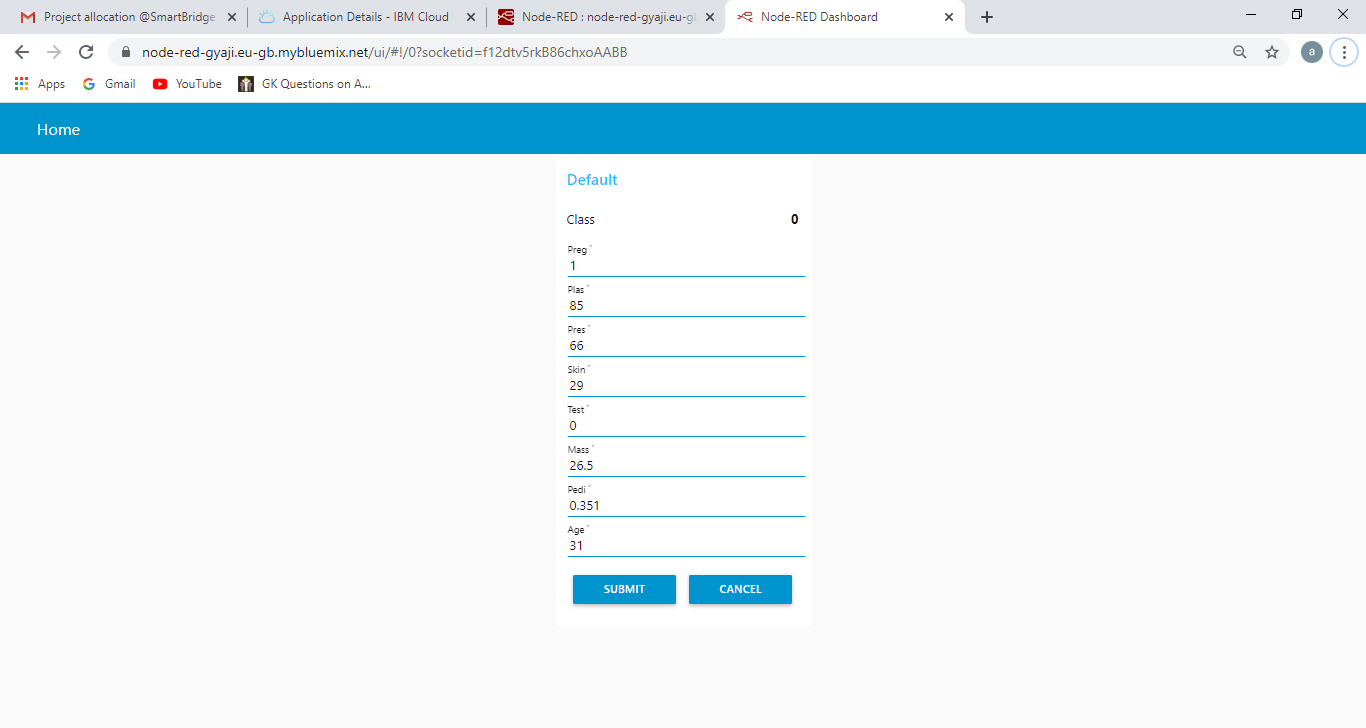 Project allocation @SmartBridge
Application Details - IBM Cloud
Node-RED : node-red-gyaji.eu-g
Node-RED Dashboard
node-red-gyaji.eu-gb.mybluemix.net/ui/#!/0?socketid=f12dtv5rkB86chxoAABB
a
Apps Gmail YouTube GK Questions on A...
Home
Default
Class 0
Preg *
1
Plas *
85
Pres *
66
Skin *
29
Test *
0
Mass *
26.5
Pedi *
0.351
Age *
31
SUBMIT CANCEL